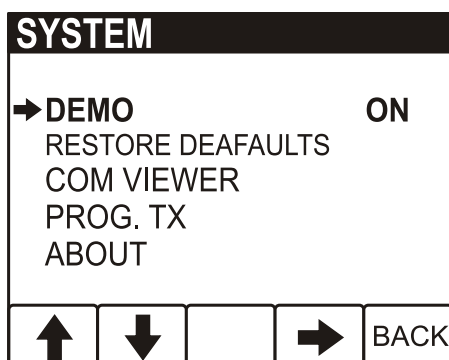 SYSTEM
DEMO ON
RESTORE DEAFAULTS
COM VIEWER
PROG. TX
ABOUT
BACK